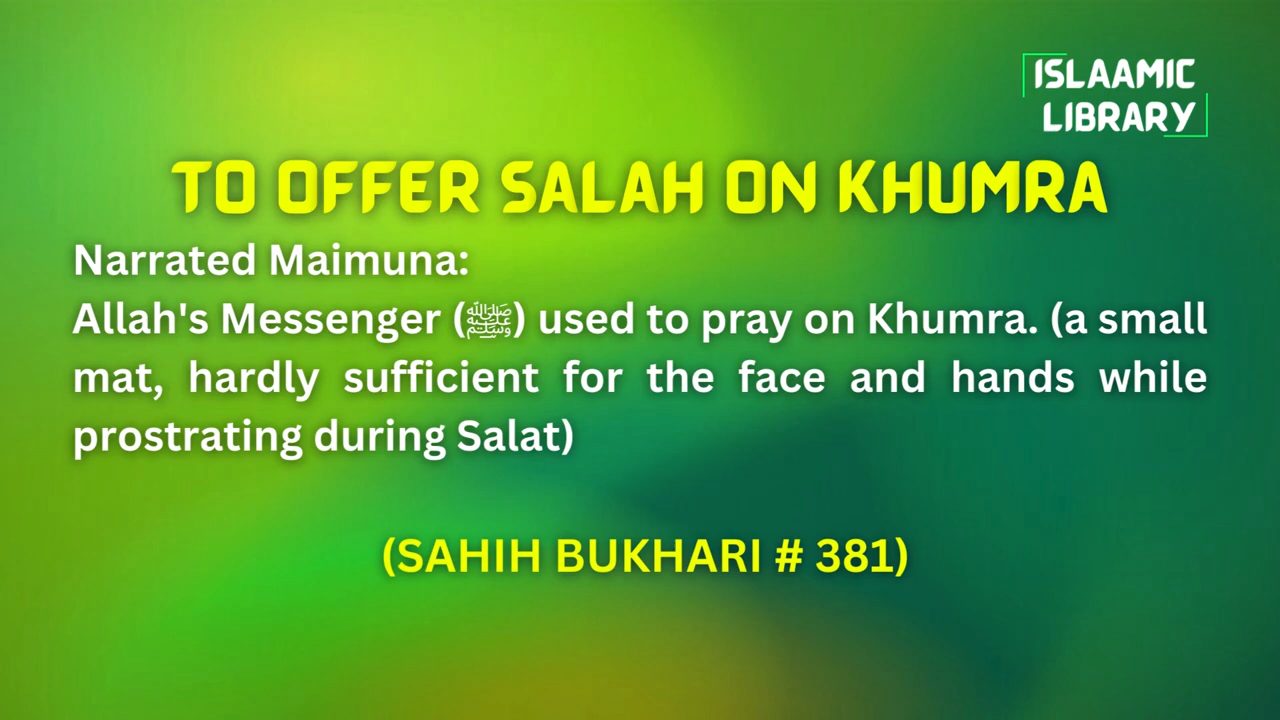 ISLAAMIC
LIBRARY
TO OFFER SALAH ON KHUMRA
Narrated Maimuna:
Allah's Messenger (ﷺ) used to pray on Khumra. (a small
mat, hardly sufficient for the face and hands while
prostrating during Salat)
(SAHIH BUKHARI # 381)